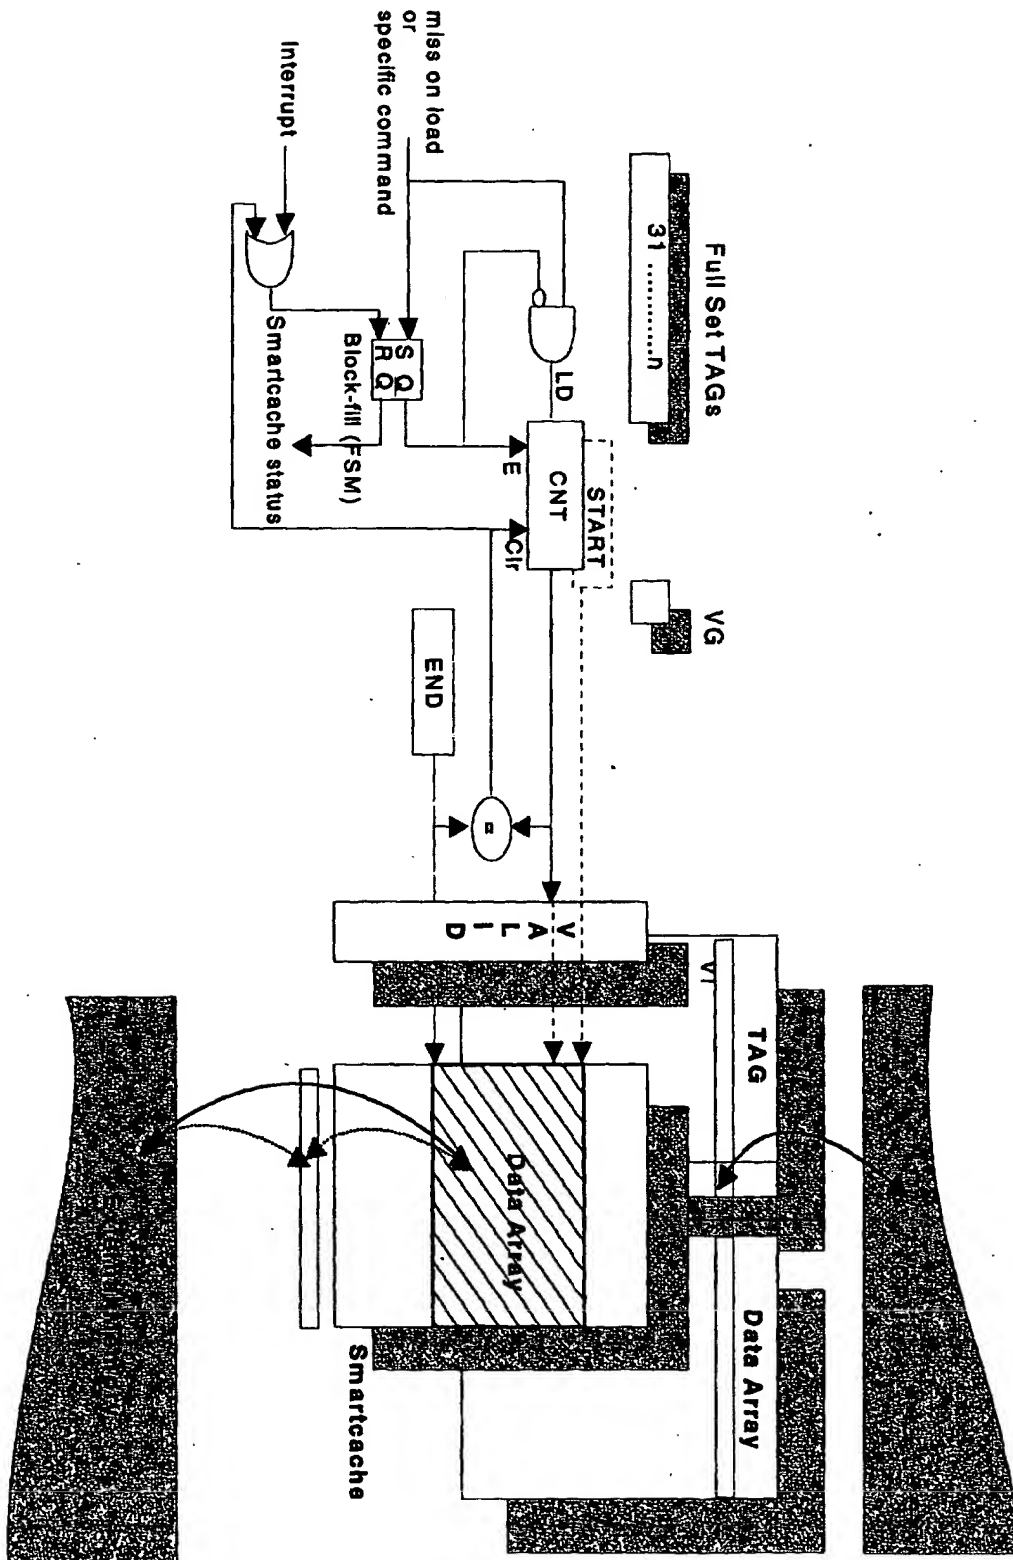 Full Set TAGs
31 ............n
VG
miss on load
or
specific command
LD
START
CNT
E
Clr
S Q
R Q
Block-fill (FSM)
Smartcache status
Interrupt
END
=
VALID
VI
TAG
Data Array
Data Array
Smartcache